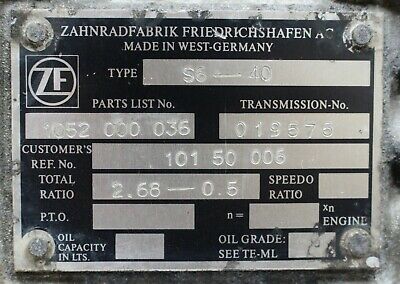 ZAHNRADFABRIK FRIEDRICHSHAFEN AG
MADE IN WEST-GERMANY
ZF
TYPE S6-40
PARTS LIST No. TRANSMISSION-No.
1052 000 036 019575
CUSTOMER'S REF. No. 101 50 006
TOTAL RATIO 2.68-0.5 SPEEDO RATIO
P.T.O. n= xn ENGINE
OIL CAPACITY IN LTS. OIL GRADE: SEE TE-ML